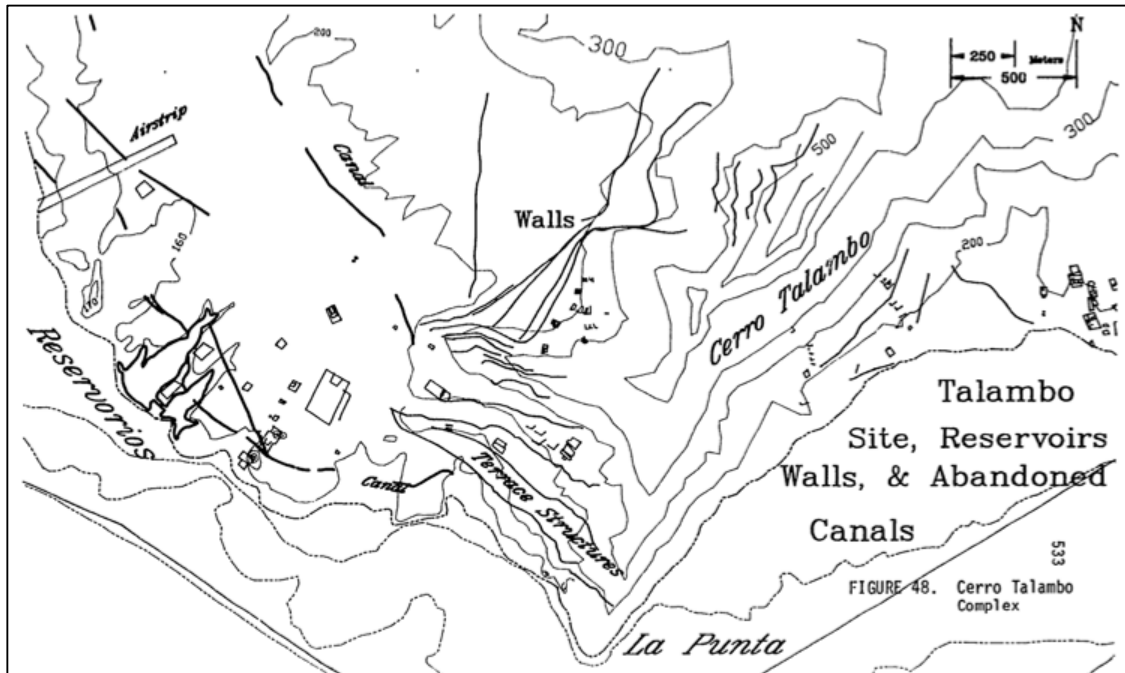 200
300
N
250
Meters
500
Airstrip
Canal
500
300
Walls
160
200
170
Cerro Talambo
Reservorios
Talambo
Site, Reservoirs
Walls, & Abandoned
Canals
Canal
Terrace Structures
533
FIGURE 48. Cerro Talambo
Complex
La Punta